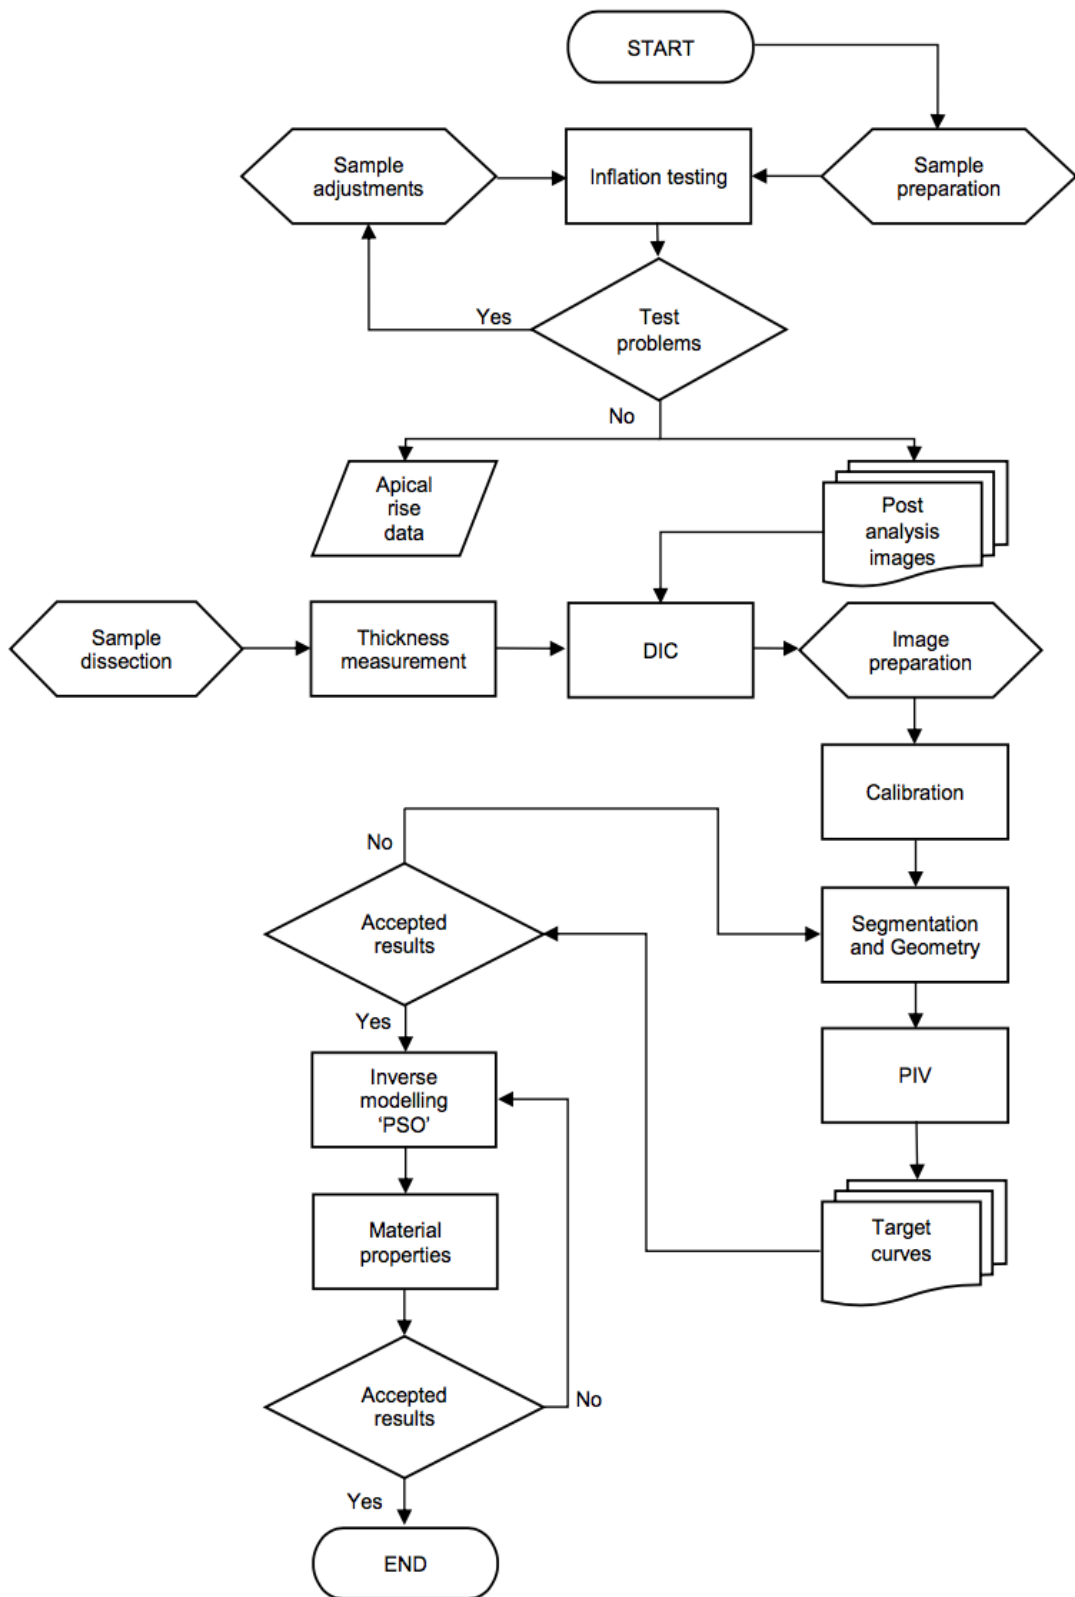 START
Sample
adjustments
Inflation testing
Sample
preparation
Yes
Test
problems
No
Apical
rise
data
Post
analysis
images
Sample
dissection
Thickness
measurement
DIC
Image
preparation
Calibration
No
Accepted
results
Segmentation
and Geometry
Yes
Inverse
modelling
‘PSO’
PIV
Material
properties
Target
curves
Accepted
results
No
Yes
END